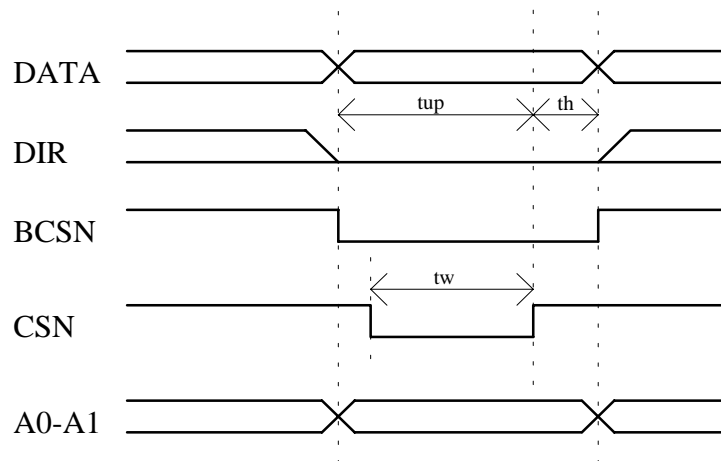 DATA
tup
th
DIR
BCSN
tw
CSN
A0-A1